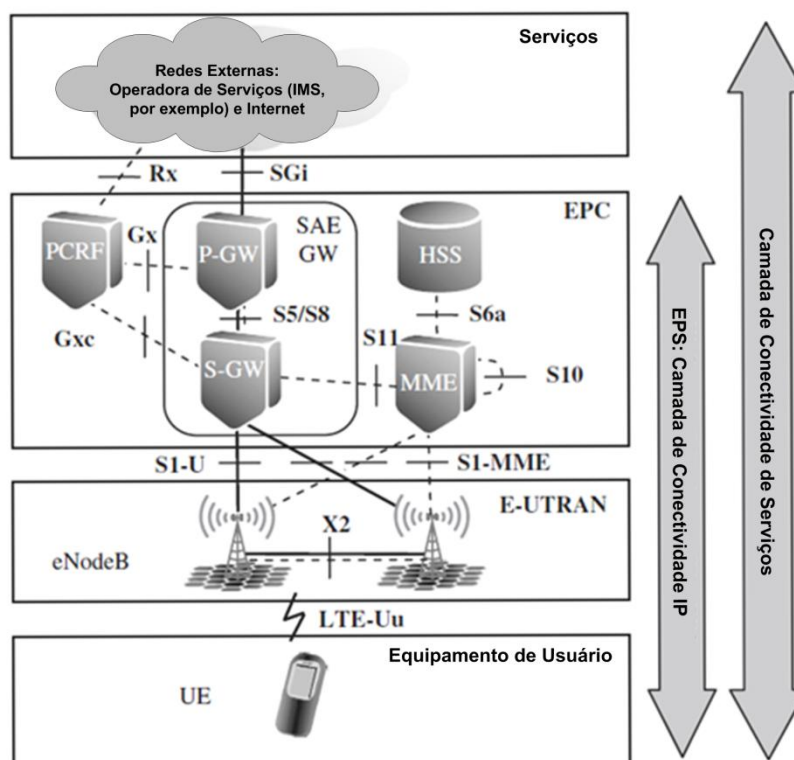 Serviços
Redes Externas:
Operadora de Serviços (IMS,
por exemplo) e Internet
Rx
SGi
EPC
PCRF
Gx
P-GW
SAE
GW
HSS
Gxc
S5/S8
S6a
S11
S-GW
MME
S10
S1-U
S1-MME
E-UTRAN
X2
eNodeB
LTE-Uu
Equipamento de Usuário
UE
EPS: Camada de Conectividade IP
Camada de Conectividade de Serviços